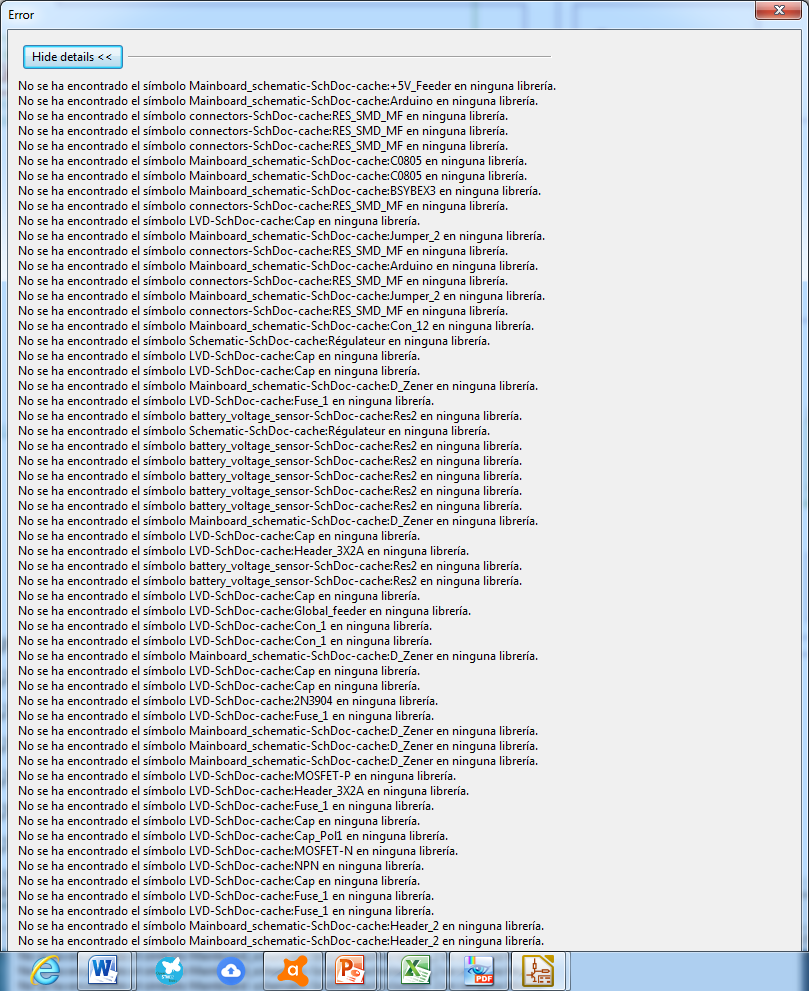 Error
Hide details <<
No se ha encontrado el símbolo Mainboard_schematic-SchDoc-cache:+5V_Feeder en ninguna librería.
No se ha encontrado el símbolo Mainboard_schematic-SchDoc-cache:Arduino en ninguna librería.
No se ha encontrado el símbolo connectors-SchDoc-cache:RES_SMD_MF en ninguna librería.
No se ha encontrado el símbolo connectors-SchDoc-cache:RES_SMD_MF en ninguna librería.
No se ha encontrado el símbolo connectors-SchDoc-cache:RES_SMD_MF en ninguna librería.
No se ha encontrado el símbolo Mainboard_schematic-SchDoc-cache:C0805 en ninguna librería.
No se ha encontrado el símbolo Mainboard_schematic-SchDoc-cache:C0805 en ninguna librería.
No se ha encontrado el símbolo Mainboard_schematic-SchDoc-cache:BSYBEX3 en ninguna librería.
No se ha encontrado el símbolo connectors-SchDoc-cache:RES_SMD_MF en ninguna librería.
No se ha encontrado el símbolo LVD-SchDoc-cache:Cap en ninguna librería.
No se ha encontrado el símbolo Mainboard_schematic-SchDoc-cache:Jumper_2 en ninguna librería.
No se ha encontrado el símbolo connectors-SchDoc-cache:RES_SMD_MF en ninguna librería.
No se ha encontrado el símbolo Mainboard_schematic-SchDoc-cache:Arduino en ninguna librería.
No se ha encontrado el símbolo connectors-SchDoc-cache:RES_SMD_MF en ninguna librería.
No se ha encontrado el símbolo Mainboard_schematic-SchDoc-cache:Jumper_2 en ninguna librería.
No se ha encontrado el símbolo connectors-SchDoc-cache:RES_SMD_MF en ninguna librería.
No se ha encontrado el símbolo Mainboard_schematic-SchDoc-cache:Con_12 en ninguna librería.
No se ha encontrado el símbolo Schematic-SchDoc-cache:Régulateur en ninguna librería.
No se ha encontrado el símbolo LVD-SchDoc-cache:Cap en ninguna librería.
No se ha encontrado el símbolo LVD-SchDoc-cache:Cap en ninguna librería.
No se ha encontrado el símbolo Mainboard_schematic-SchDoc-cache:D_Zener en ninguna librería.
No se ha encontrado el símbolo LVD-SchDoc-cache:Fuse_1 en ninguna librería.
No se ha encontrado el símbolo battery_voltage_sensor-SchDoc-cache:Res2 en ninguna librería.
No se ha encontrado el símbolo Schematic-SchDoc-cache:Régulateur en ninguna librería.
No se ha encontrado el símbolo battery_voltage_sensor-SchDoc-cache:Res2 en ninguna librería.
No se ha encontrado el símbolo battery_voltage_sensor-SchDoc-cache:Res2 en ninguna librería.
No se ha encontrado el símbolo battery_voltage_sensor-SchDoc-cache:Res2 en ninguna librería.
No se ha encontrado el símbolo battery_voltage_sensor-SchDoc-cache:Res2 en ninguna librería.
No se ha encontrado el símbolo battery_voltage_sensor-SchDoc-cache:Res2 en ninguna librería.
No se ha encontrado el símbolo Mainboard_schematic-SchDoc-cache:D_Zener en ninguna librería.
No se ha encontrado el símbolo LVD-SchDoc-cache:Cap en ninguna librería.
No se ha encontrado el símbolo LVD-SchDoc-cache:Header_3X2A en ninguna librería.
No se ha encontrado el símbolo battery_voltage_sensor-SchDoc-cache:Res2 en ninguna librería.
No se ha encontrado el símbolo battery_voltage_sensor-SchDoc-cache:Res2 en ninguna librería.
No se ha encontrado el símbolo LVD-SchDoc-cache:Cap en ninguna librería.
No se ha encontrado el símbolo LVD-SchDoc-cache:Global_feeder en ninguna librería.
No se ha encontrado el símbolo LVD-SchDoc-cache:Con_1 en ninguna librería.
No se ha encontrado el símbolo LVD-SchDoc-cache:Con_1 en ninguna librería.
No se ha encontrado el símbolo Mainboard_schematic-SchDoc-cache:D_Zener en ninguna librería.
No se ha encontrado el símbolo LVD-SchDoc-cache:Cap en ninguna librería.
No se ha encontrado el símbolo LVD-SchDoc-cache:Cap en ninguna librería.
No se ha encontrado el símbolo LVD-SchDoc-cache:2N3904 en ninguna librería.
No se ha encontrado el símbolo LVD-SchDoc-cache:Fuse_1 en ninguna librería.
No se ha encontrado el símbolo Mainboard_schematic-SchDoc-cache:D_Zener en ninguna librería.
No se ha encontrado el símbolo Mainboard_schematic-SchDoc-cache:D_Zener en ninguna librería.
No se ha encontrado el símbolo Mainboard_schematic-SchDoc-cache:D_Zener en ninguna librería.
No se ha encontrado el símbolo LVD-SchDoc-cache:MOSFET-P en ninguna librería.
No se ha encontrado el símbolo LVD-SchDoc-cache:Header_3X2A en ninguna librería.
No se ha encontrado el símbolo LVD-SchDoc-cache:Fuse_1 en ninguna librería.
No se ha encontrado el símbolo LVD-SchDoc-cache:Cap en ninguna librería.
No se ha encontrado el símbolo LVD-SchDoc-cache:Cap_Pol1 en ninguna librería.
No se ha encontrado el símbolo LVD-SchDoc-cache:MOSFET-N en ninguna librería.
No se ha encontrado el símbolo LVD-SchDoc-cache:NPN en ninguna librería.
No se ha encontrado el símbolo LVD-SchDoc-cache:Cap en ninguna librería.
No se ha encontrado el símbolo LVD-SchDoc-cache:Fuse_1 en ninguna librería.
No se ha encontrado el símbolo LVD-SchDoc-cache:Fuse_1 en ninguna librería.
No se ha encontrado el símbolo Mainboard_schematic-SchDoc-cache:Header_2 en ninguna librería.
No se ha encontrado el símbolo Mainboard_schematic-SchDoc-cache:Header_2 en ninguna librería.
PDF